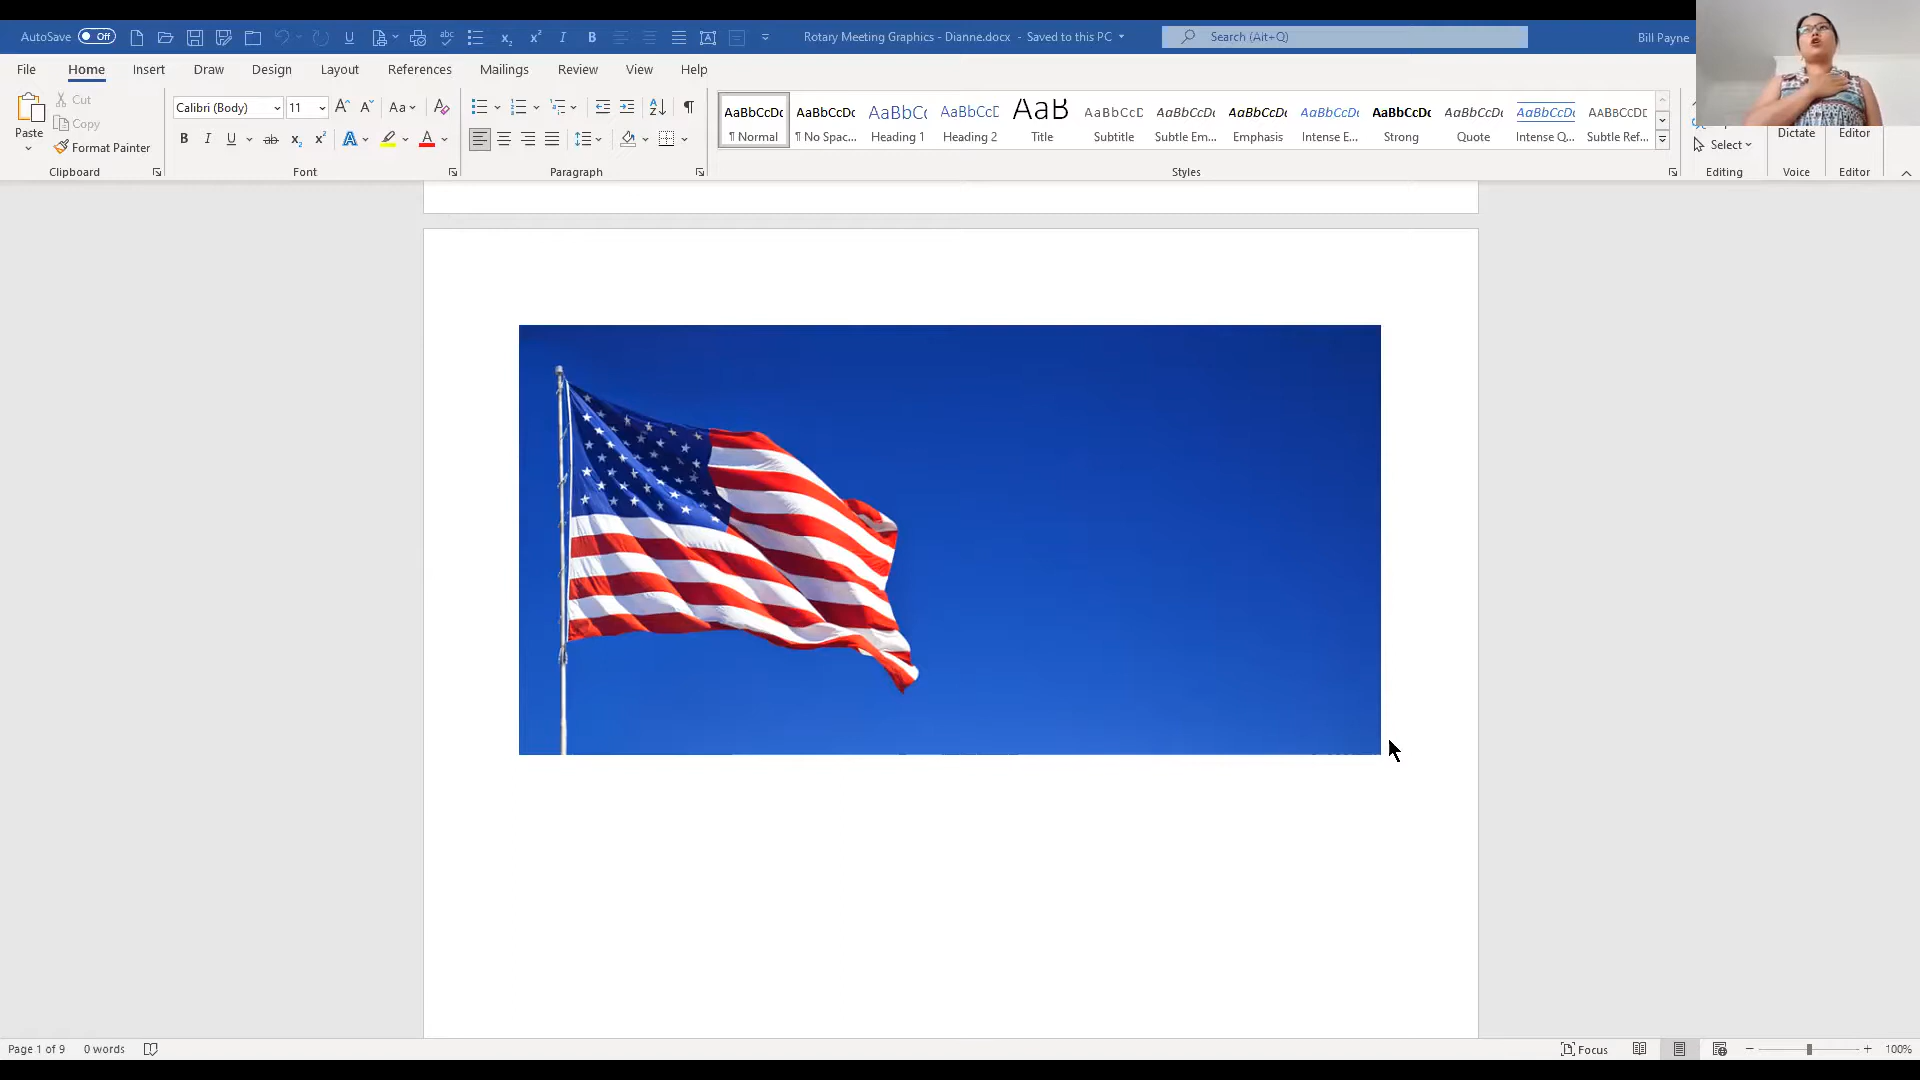 AutoSave Off Rotary Meeting Graphics - Dianne.docx - Saved to this PC Search (Alt+Q) Bill Payne
File Home Insert Draw Design Layout References Mailings Review View Help
Paste
Cut
Copy
Format Painter
Clipboard
Calibri (Body) 11
Font
Paragraph
AaBbCcDc AaBbCcDc AaBbC( AaBbCcD AaB AaBbCcD AaBbCcDc AaBbCcDc AaBbCcDc AaBbCcDc AaBbCcDc AaBbCcDc AABBCCDE
¶ Normal ¶ No Spac... Heading 1 Heading 2 Title Subtitle Subtle Em... Emphasis Intense E... Strong Quote Intense Q... Subtle Ref...
Styles
Select
Editing
Dictate
Voice
Editor
Editor
Page 1 of 9 0 words Focus 100%